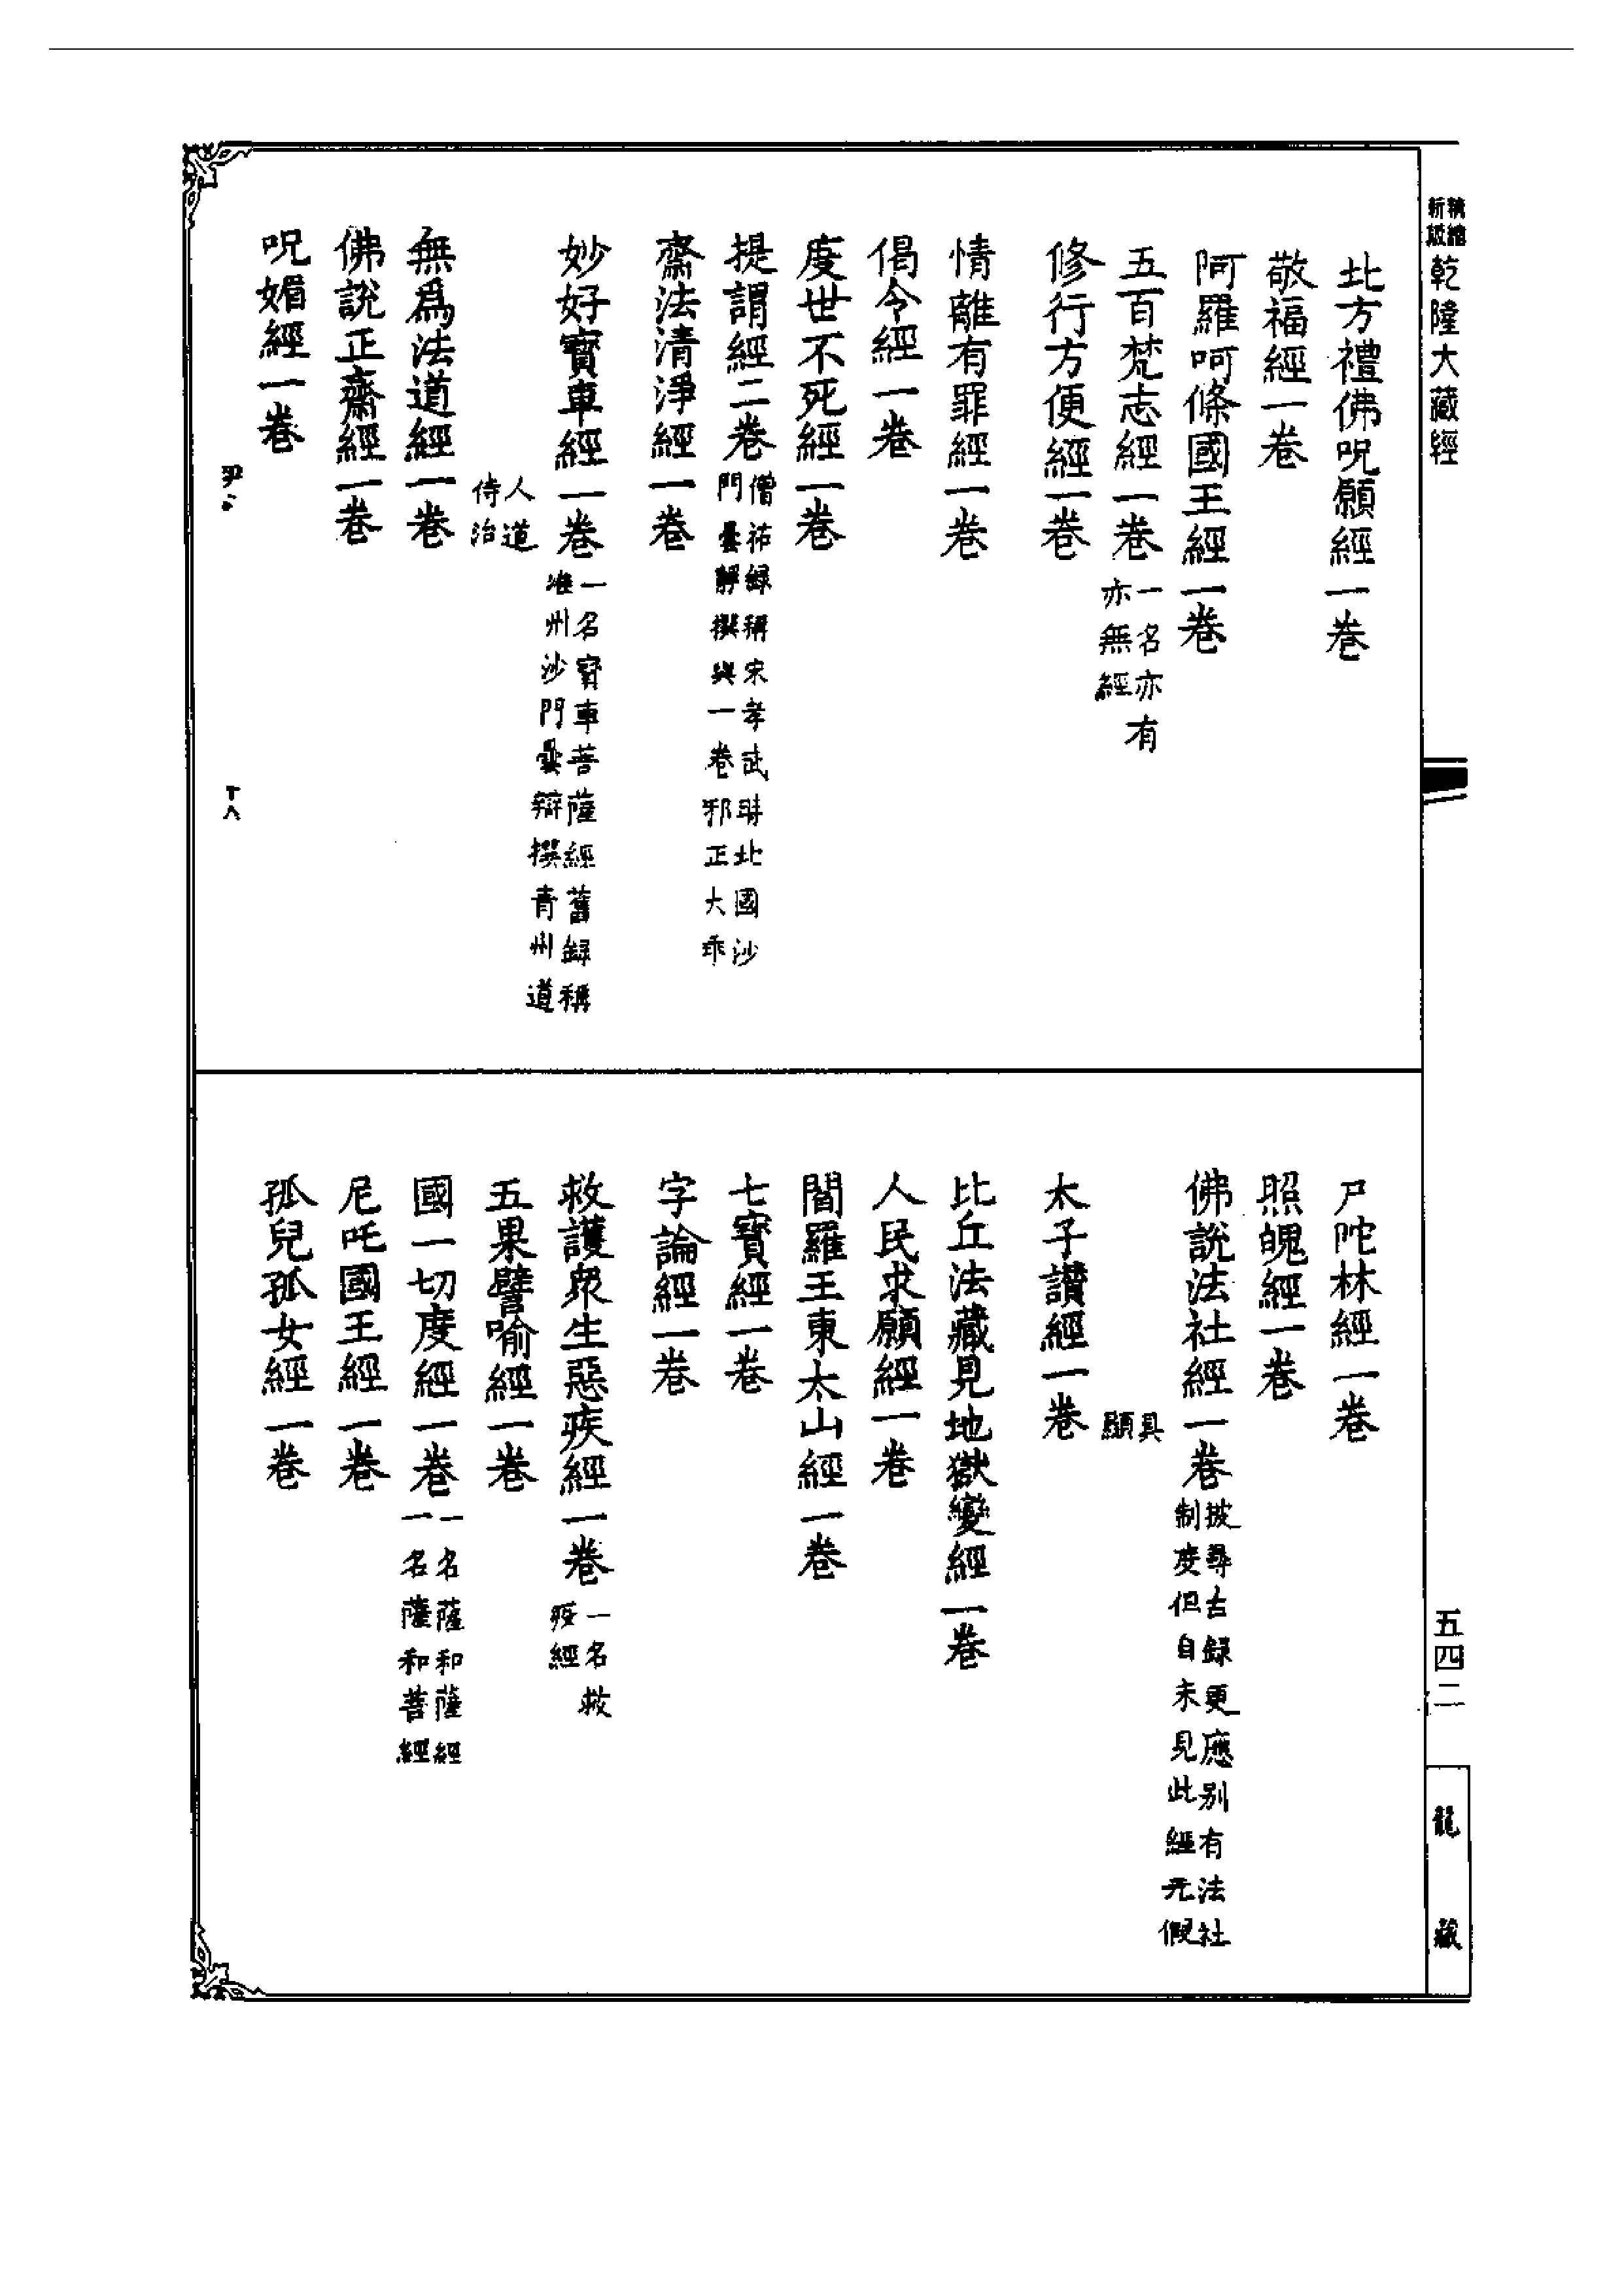 精縮新版乾隆大藏經
北方禮佛呪願經一卷
敬福經一卷
阿羅呵條國王經一卷
五百梵志經一卷一名亦有亦無經
修行方便經一卷
情離有罪經一卷
偈令經一卷
度世不死經一卷
提謂經二卷僧祐錄稱宋孝武時北國沙門曇靜撰與一卷邪正大乖
齋法清淨經一卷
妙好寶車經一卷一名寶車菩薩經舊錄稱淮州沙門曇辯撰青州道
人道侍治
無爲法道經一卷
佛說正齋經一卷
呪媚經一卷
尹六
十八
尸陀林經一卷
照魄經一卷
佛說法社經一卷披尋古錄更應別有法社制度但自未見此經元假
具顯
太子讃經一卷
比丘法藏見地獄變經一卷
人民求願經一卷
閻羅王東太山經一卷
七寶經一卷
字論經一卷
救護衆生惡疾經一卷一名救疫經
五果譬喻經一卷
國一切度經一卷一名薩和薩經一名薩和菩經
尼吒國王經一卷
孤兒孤女經一卷
五四二
龍藏